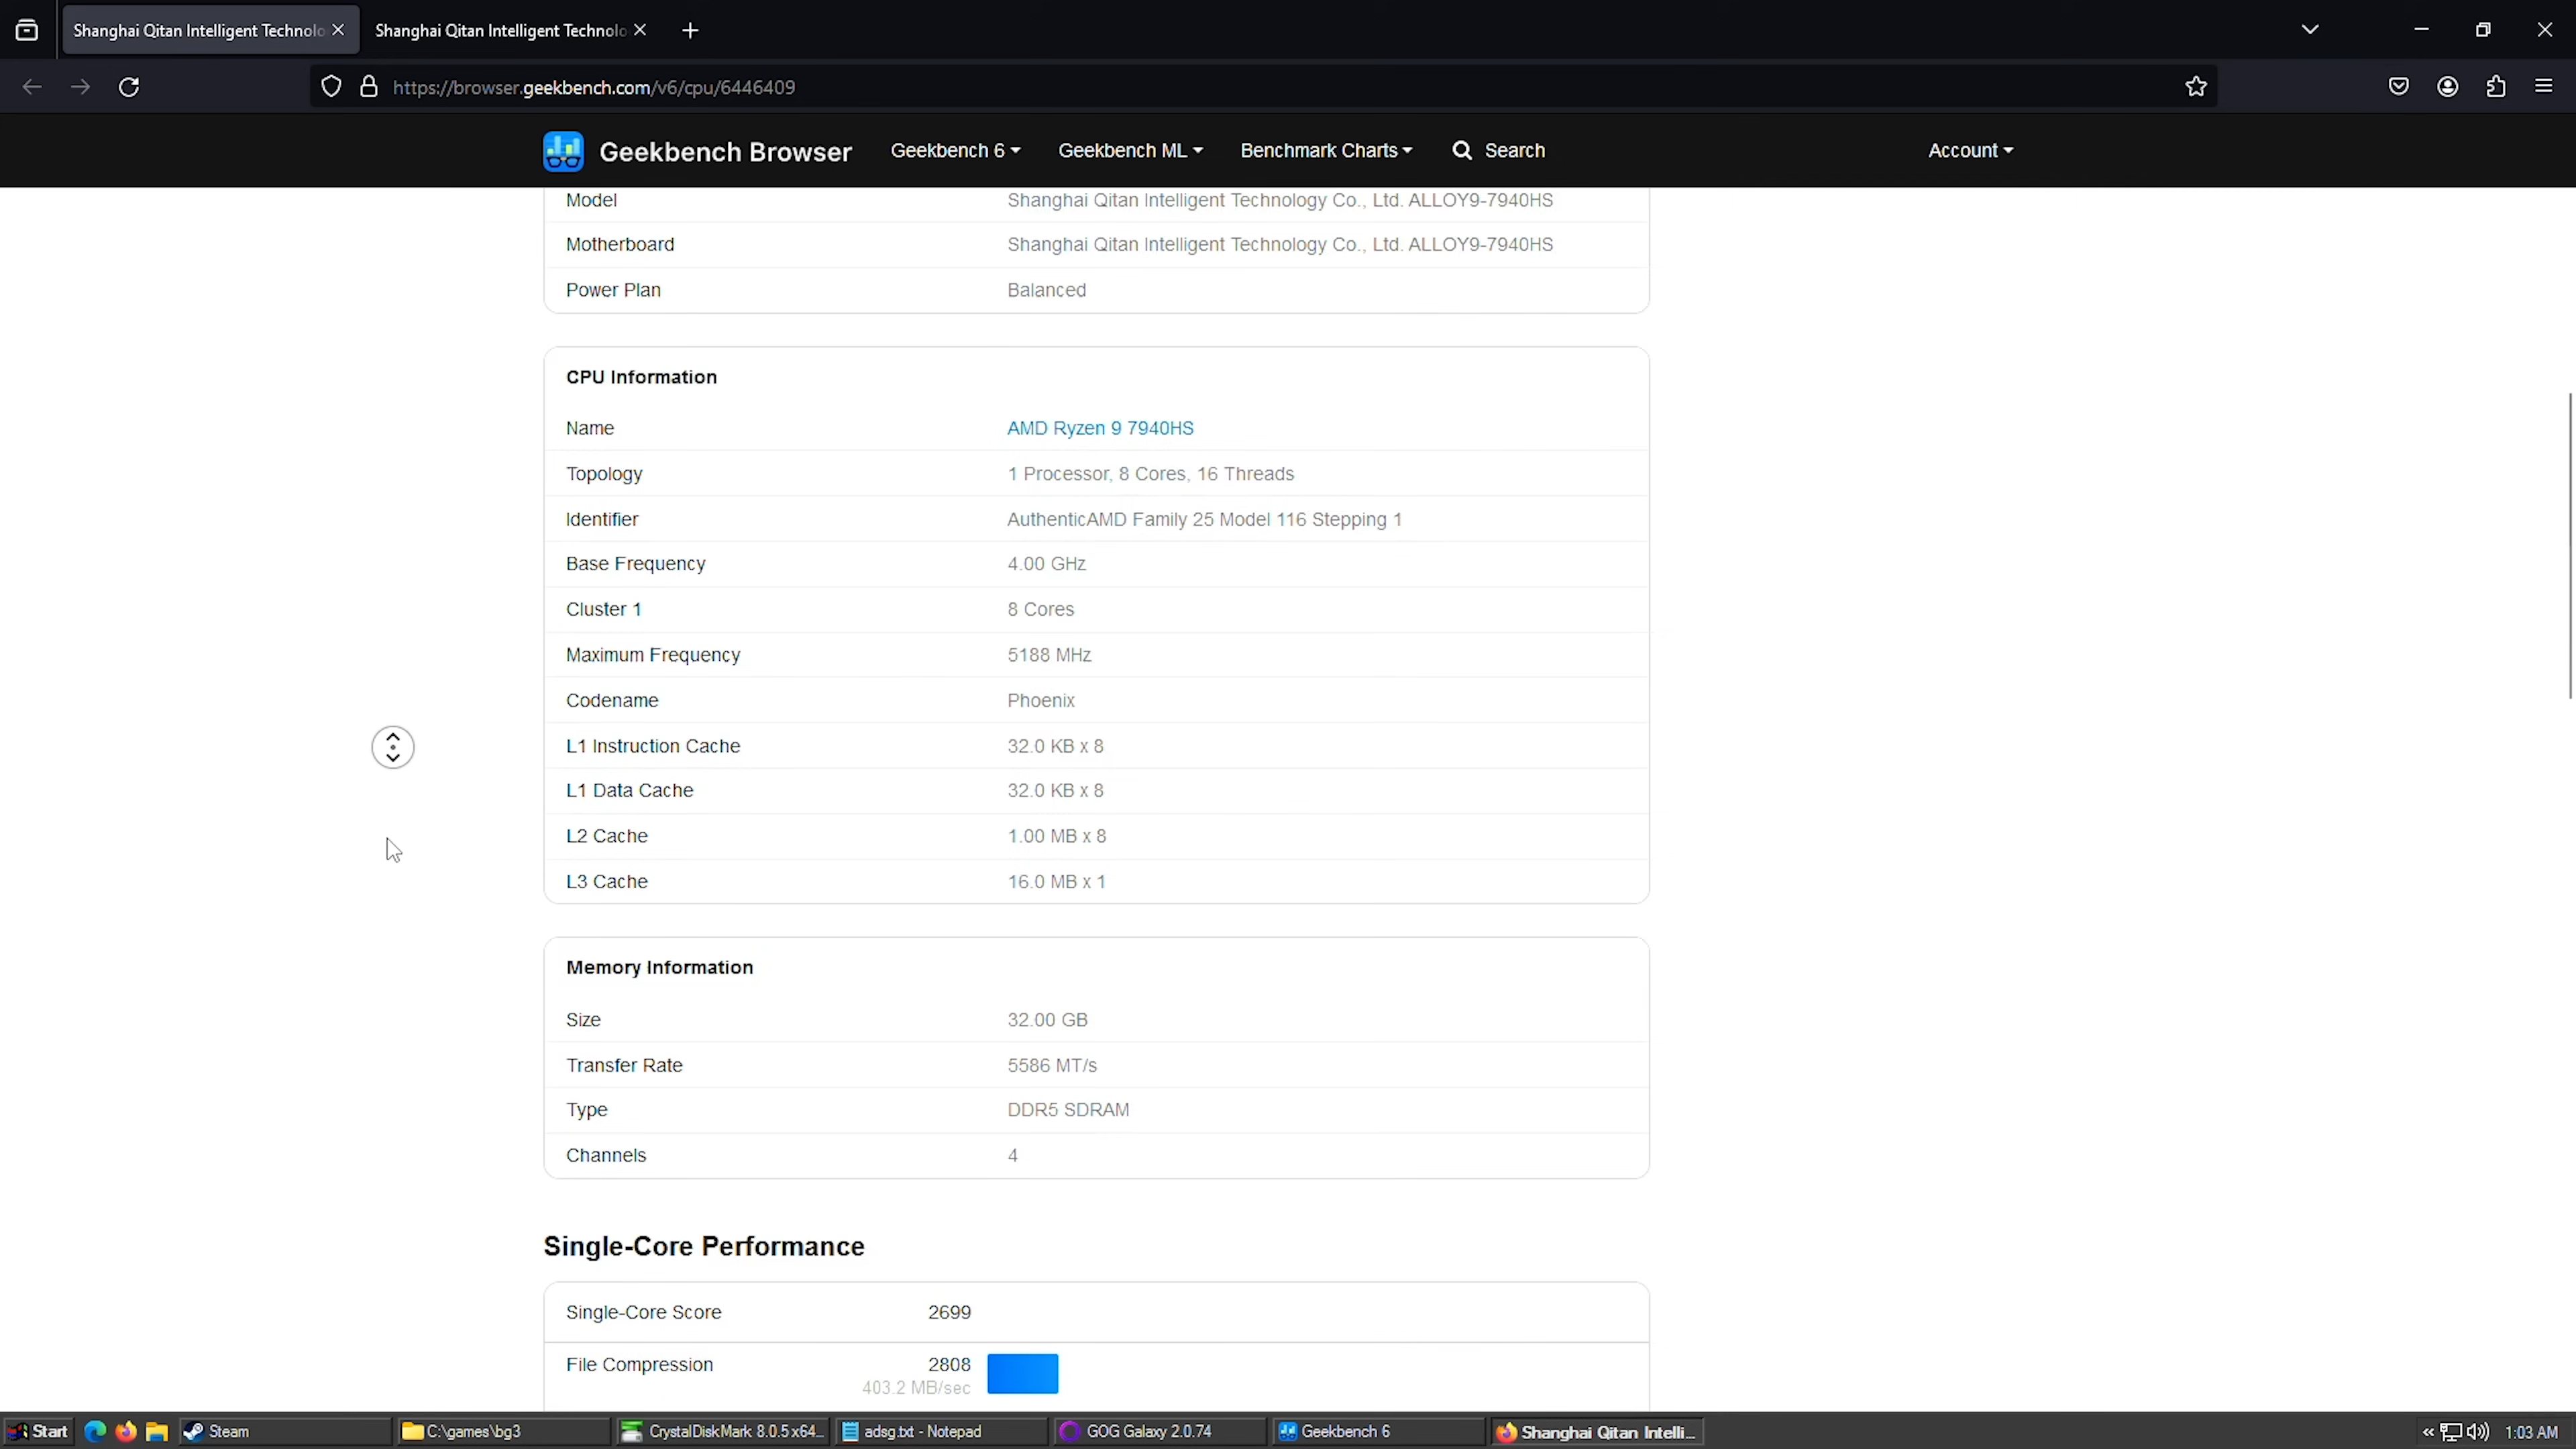 Shanghai Qitan Intelligent Technolo
Shanghai Qitan Intelligent Technolo
https://browser.geekbench.com/v6/cpu/6446409
Geekbench Browser
Geekbench 6
Geekbench ML
Benchmark Charts
Search
Account
Model Shanghai Qitan Intelligent Technology Co., Ltd. ALLOY9-7940HS
Motherboard Shanghai Qitan Intelligent Technology Co., Ltd. ALLOY9-7940HS
Power Plan Balanced
CPU Information
Name AMD Ryzen 9 7940HS
Topology 1 Processor, 8 Cores, 16 Threads
Identifier AuthenticAMD Family 25 Model 116 Stepping 1
Base Frequency 4.00 GHz
Cluster 1 8 Cores
Maximum Frequency 5188 MHz
Codename Phoenix
L1 Instruction Cache 32.0 KB x 8
L1 Data Cache 32.0 KB x 8
L2 Cache 1.00 MB x 8
L3 Cache 16.0 MB x 1
Memory Information
Size 32.00 GB
Transfer Rate 5586 MT/s
Type DDR5 SDRAM
Channels 4
Single-Core Performance
Single-Core Score 2699
File Compression 2808
403.2 MB/sec
Start
Steam
C:\games\bg3
CrystalDiskMark 8.0.5 x64...
adsg.txt - Notepad
GOG Galaxy 2.0.74
Geekbench 6
Shanghai Qitan Intelli...
1:03 AM